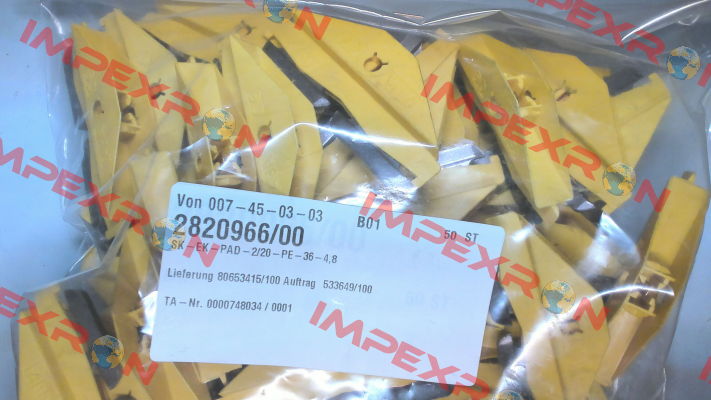 Von 007-45-03-03 B01 50 ST
2820966/00
SK-EK-PAD-2/20-PE-36-4,8
Lieferung 80653415/100 Auftrag 533649/100
TA-Nr. 0000748034 / 0001
IMPEXRON
IMPEXRON
IMPEXRON
IMPEXRON
IMPEXRON
IMPEXRON